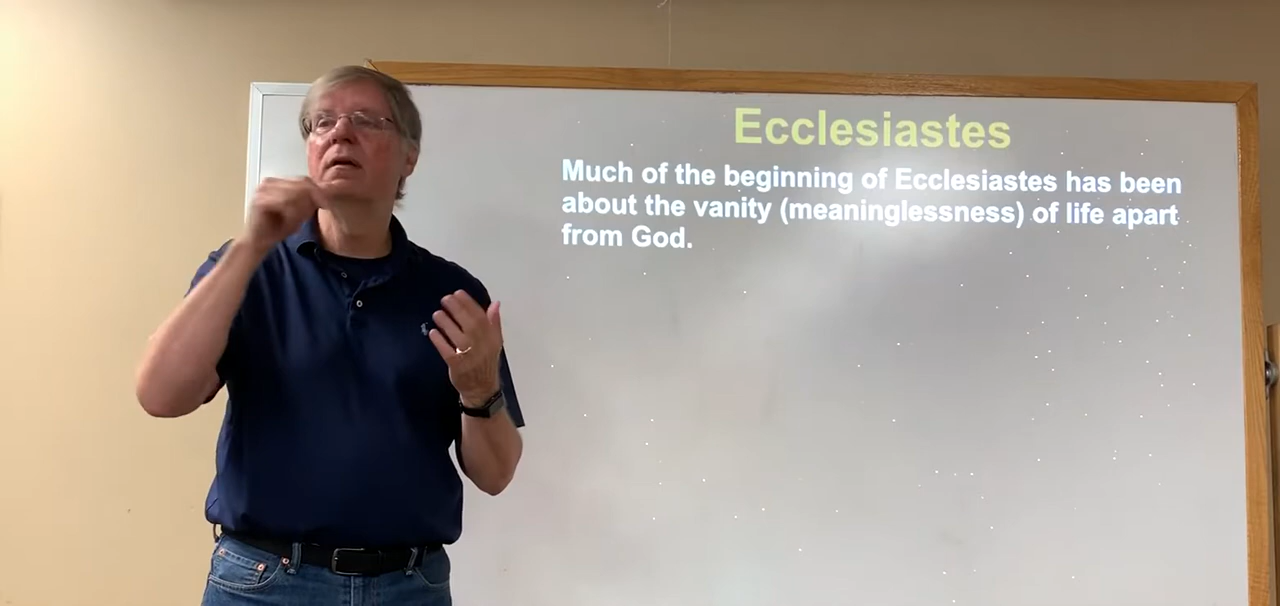 Ecclesiastes
Much of the beginning of Ecclesiastes has been
about the vanity (meaninglessness) of life apart
from God.